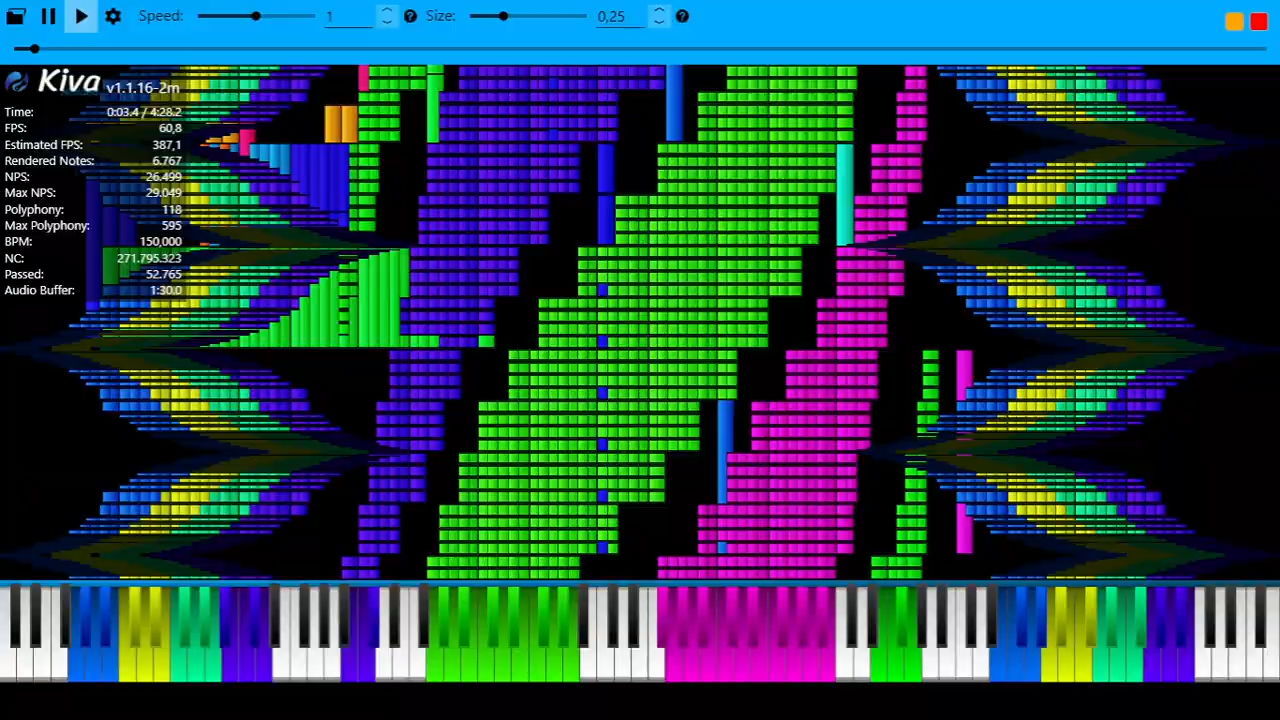 Speed: 1 Size: 0,25
Kiva v1.1.16-2m
Time: 0:03.4 / 4:28.2
FPS: 60,8
Estimated FPS: 387,1
Rendered Notes: 6.767
NPS: 26.499
Max NPS: 29.049
Polyphony: 118
Max Polyphony: 595
BPM: 150,000
NC: 271.795.323
Passed: 52.765
Audio Buffer: 1:30.0